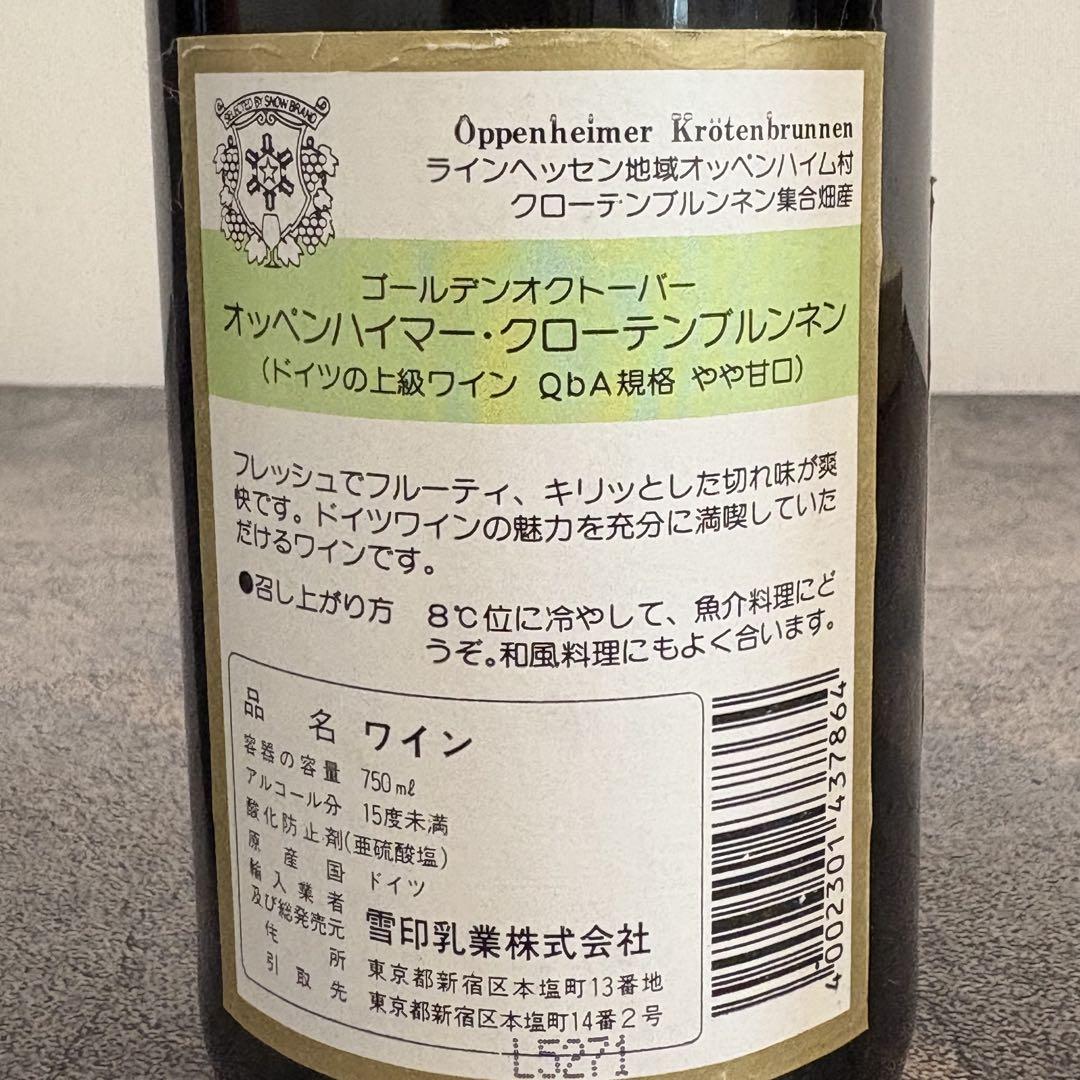 SELECTED BY SNOW BRAND
Oppenheimer Krötenbrunnen
ラインヘッセン地域オッペンハイム村
クローテンブルンネン集合畑産
ゴールデンオクトーバー
オッペンハイマー・クローテンブルンネン
(ドイツの上級ワイン QbA規格 やや甘口)
フレッシュでフルーティ、キリッとした切れ味が爽
快です。ドイツワインの魅力を充分に満喫していた
だけるワインです。
●召し上がり方 8℃位に冷やして、魚介料理にど
うぞ。和風料理にもよく合います。
品名 ワイン
容器の容量 750ml
アルコール分 15度未満
酸化防止剤(亜硫酸塩)
原産国 ドイツ
輸入業者
及び総発売元 雪印乳業株式会社
住所 東京都新宿区本塩町13番地
引取先 東京都新宿区本塩町14番2号
4 002301 437864
L5271